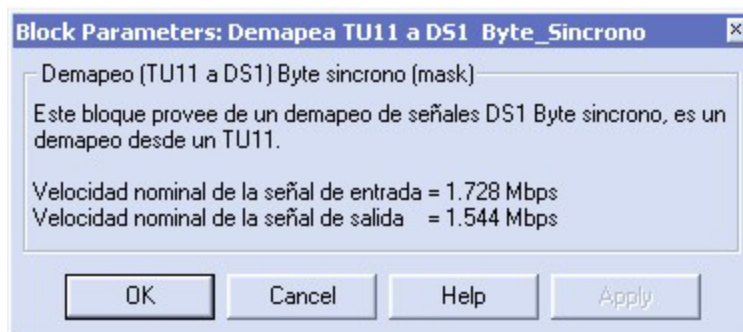 Block Parameters: Demapea TU11 a DS1 Byte_Sincrono
Demapeo (TU11 a DS1) Byte sincrono (mask)
Este bloque provee de un demapeo de señales DS1 Byte sincrono, es un
demapeo desde un TU11.
Velocidad nominal de la señal de entrada = 1.728 Mbps
Velocidad nominal de la señal de salida = 1.544 Mbps
OK Cancel Help Apply